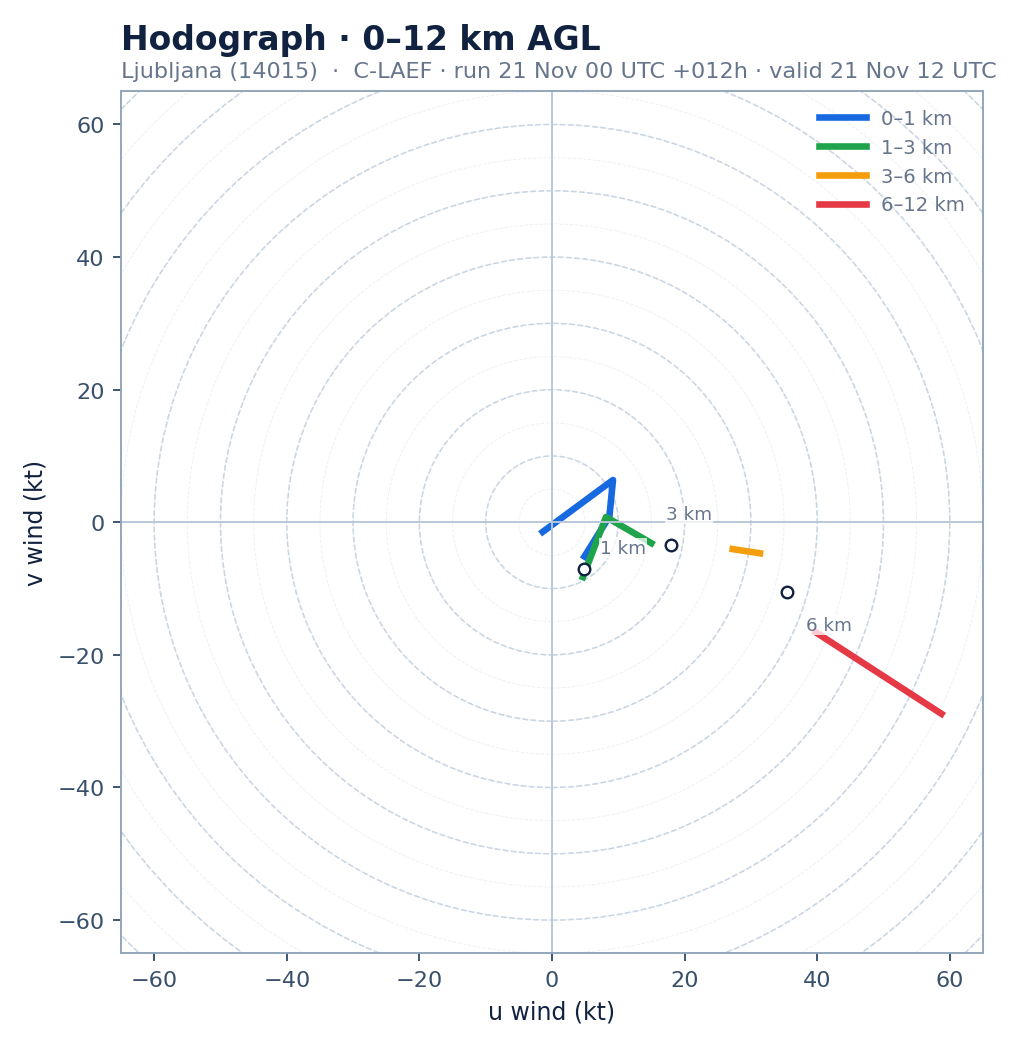 Hodograph · 0–12 km AGL
Ljubljana (14015) · C-LAEF · run 21 Nov 00 UTC +012h · valid 21 Nov 12 UTC
0–1 km
1–3 km
3–6 km
6–12 km
60
40
20
0
−20
−40
−60
v wind (kt)
3 km
1 km
6 km
−60
−40
−20
0
20
40
60
u wind (kt)